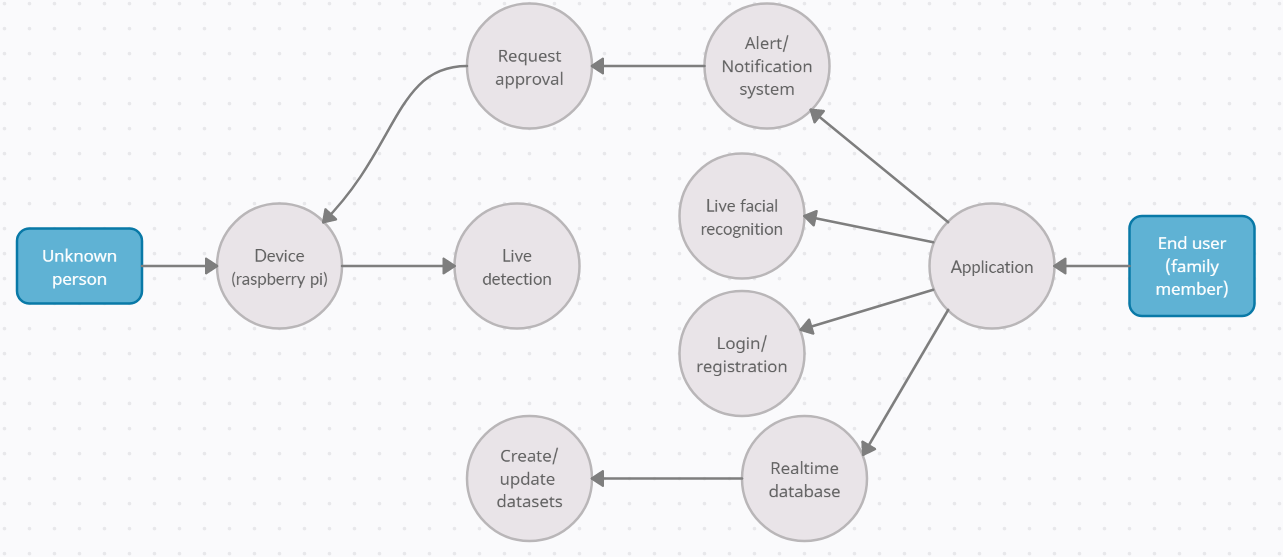 Request
approval
Alert/
Notification
system
Live facial
recognition
Unknown
person
Device
(raspberry pi)
Live
detection
Application
End user
(family
member)
Login/
registration
Create/
update
datasets
Realtime
database